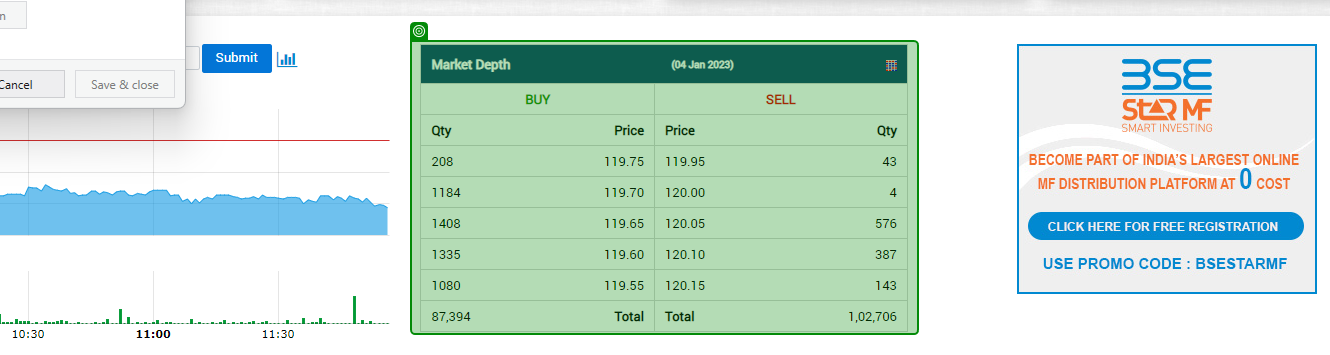 n
Cancel
Save & close
Submit
10:30
11:00
11:30
Market Depth (04 Jan 2023)
BUY SELL
Qty Price Price Qty
208 119.75 119.95 43
1184 119.70 120.00 4
1408 119.65 120.05 576
1335 119.60 120.10 387
1080 119.55 120.15 143
87,394 Total Total 1,02,706
BSE
STAR MF
SMART INVESTING
BECOME PART OF INDIA'S LARGEST ONLINE
MF DISTRIBUTION PLATFORM AT 0 COST
CLICK HERE FOR FREE REGISTRATION
USE PROMO CODE : BSESTARMF